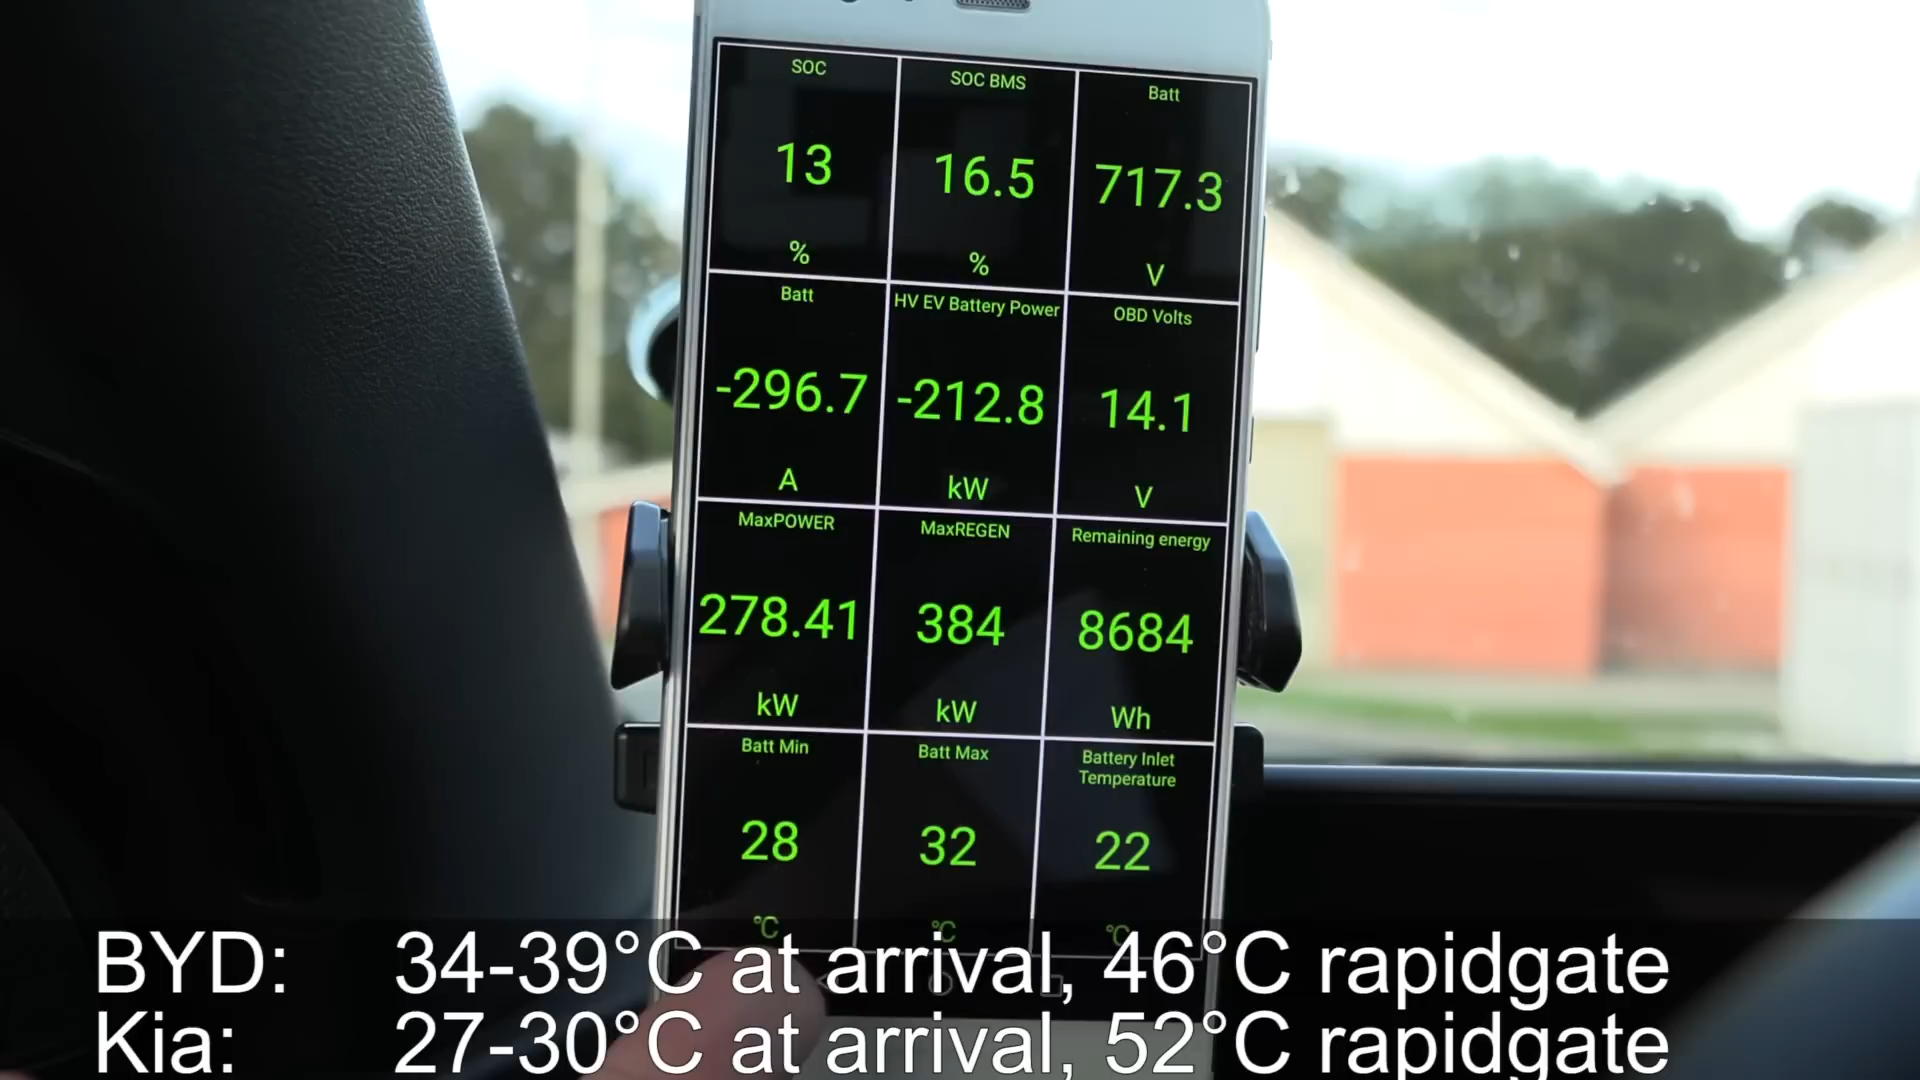 SOC
13
%
SOC BMS
16.5
%
Batt
717.3
V
Batt
-296.7
A
HV EV Battery Power
-212.8
kW
OBD Volts
14.1
V
MaxPOWER
278.41
kW
MaxREGEN
384
kW
Remaining energy
8684
Wh
Batt Min
28
°C
Batt Max
32
°C
Battery Inlet
Temperature
22
°C
BYD: 34-39°C at arrival, 46°C rapidgate
Kia: 27-30°C at arrival, 52°C rapidgate